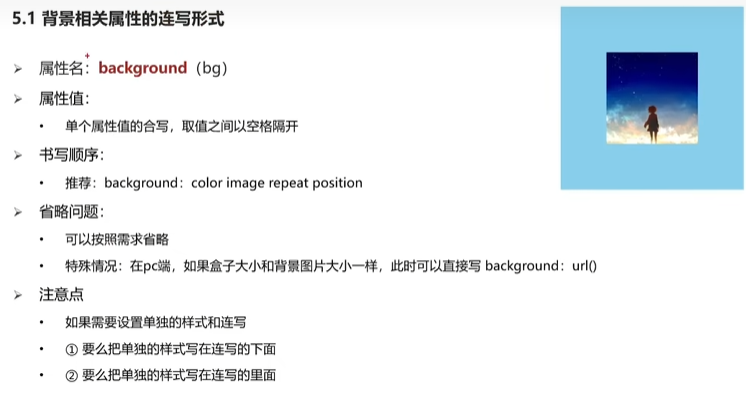 5.1 背景相关属性的连写形式
属性名：background（bg）
属性值：
单个属性值的合写，取值之间以空格隔开
书写顺序：
推荐：background：color image repeat position
省略问题：
可以按照需求省略
特殊情况：在pc端，如果盒子大小和背景图片大小一样，此时可以直接写 background：url()
注意点
如果需要设置单独的样式和连写
① 要么把单独的样式写在连写的下面
② 要么把单独的样式写在连写的里面